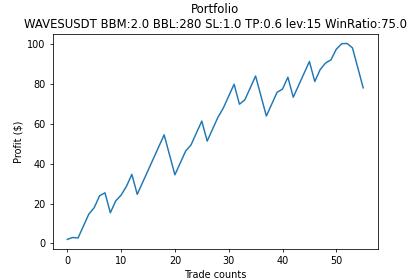 Portfolio
WAVESUSDT BBM:2.0 BBL:280 SL:1.0 TP:0.6 lev:15 WinRatio:75.0
100
80
60
40
20
0
Profit ($)
0 10 20 30 40 50
Trade counts